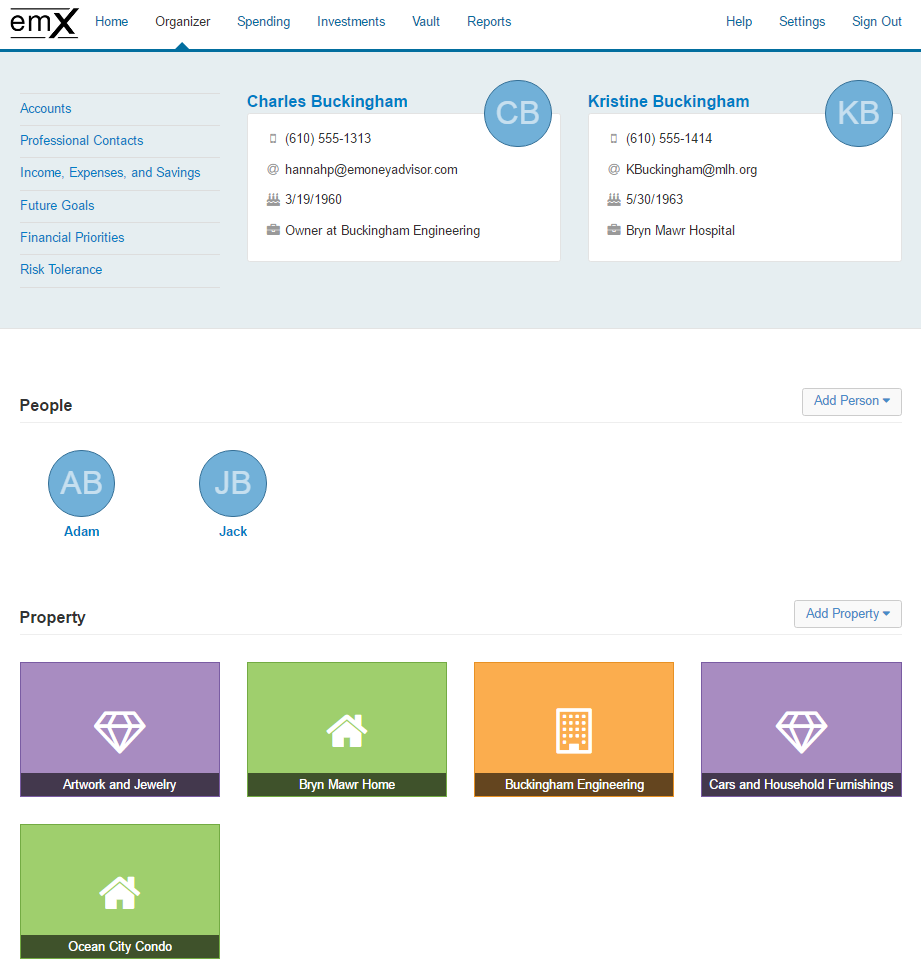 emX Home Organizer Spending Investments Vault Reports Help Settings Sign Out
Accounts
Professional Contacts
Income, Expenses, and Savings
Future Goals
Financial Priorities
Risk Tolerance
Charles Buckingham
CB
(610) 555-1313
@ hannahp@emoneyadvisor.com
3/19/1960
Owner at Buckingham Engineering
Kristine Buckingham
KB
(610) 555-1414
@ KBuckingham@mlh.org
5/30/1963
Bryn Mawr Hospital
People
Add Person
AB
Adam
JB
Jack
Property
Add Property
Artwork and Jewelry
Bryn Mawr Home
Buckingham Engineering
Cars and Household Furnishings
Ocean City Condo